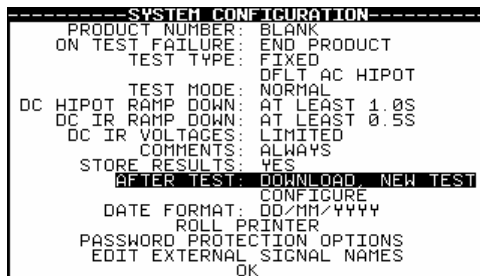 ----------SYSTEM CONFIGURATION----------
PRODUCT NUMBER: BLANK
ON TEST FAILURE: END PRODUCT
TEST TYPE: FIXED
DFLT AC HIPOT
TEST MODE: NORMAL
DC HIPOT RAMP DOWN: AT LEAST 1.0S
DC IR RAMP DOWN: AT LEAST 0.5S
DC IR VOLTAGES: LIMITED
COMMENTS: ALWAYS
STORE RESULTS: YES
AFTER TEST: DOWNLOAD, NEW TEST
CONFIGURE
DATE FORMAT: DD/MM/YYYY
ROLL PRINTER
PASSWORD PROTECTION OPTIONS
EDIT EXTERNAL SIGNAL NAMES
OK